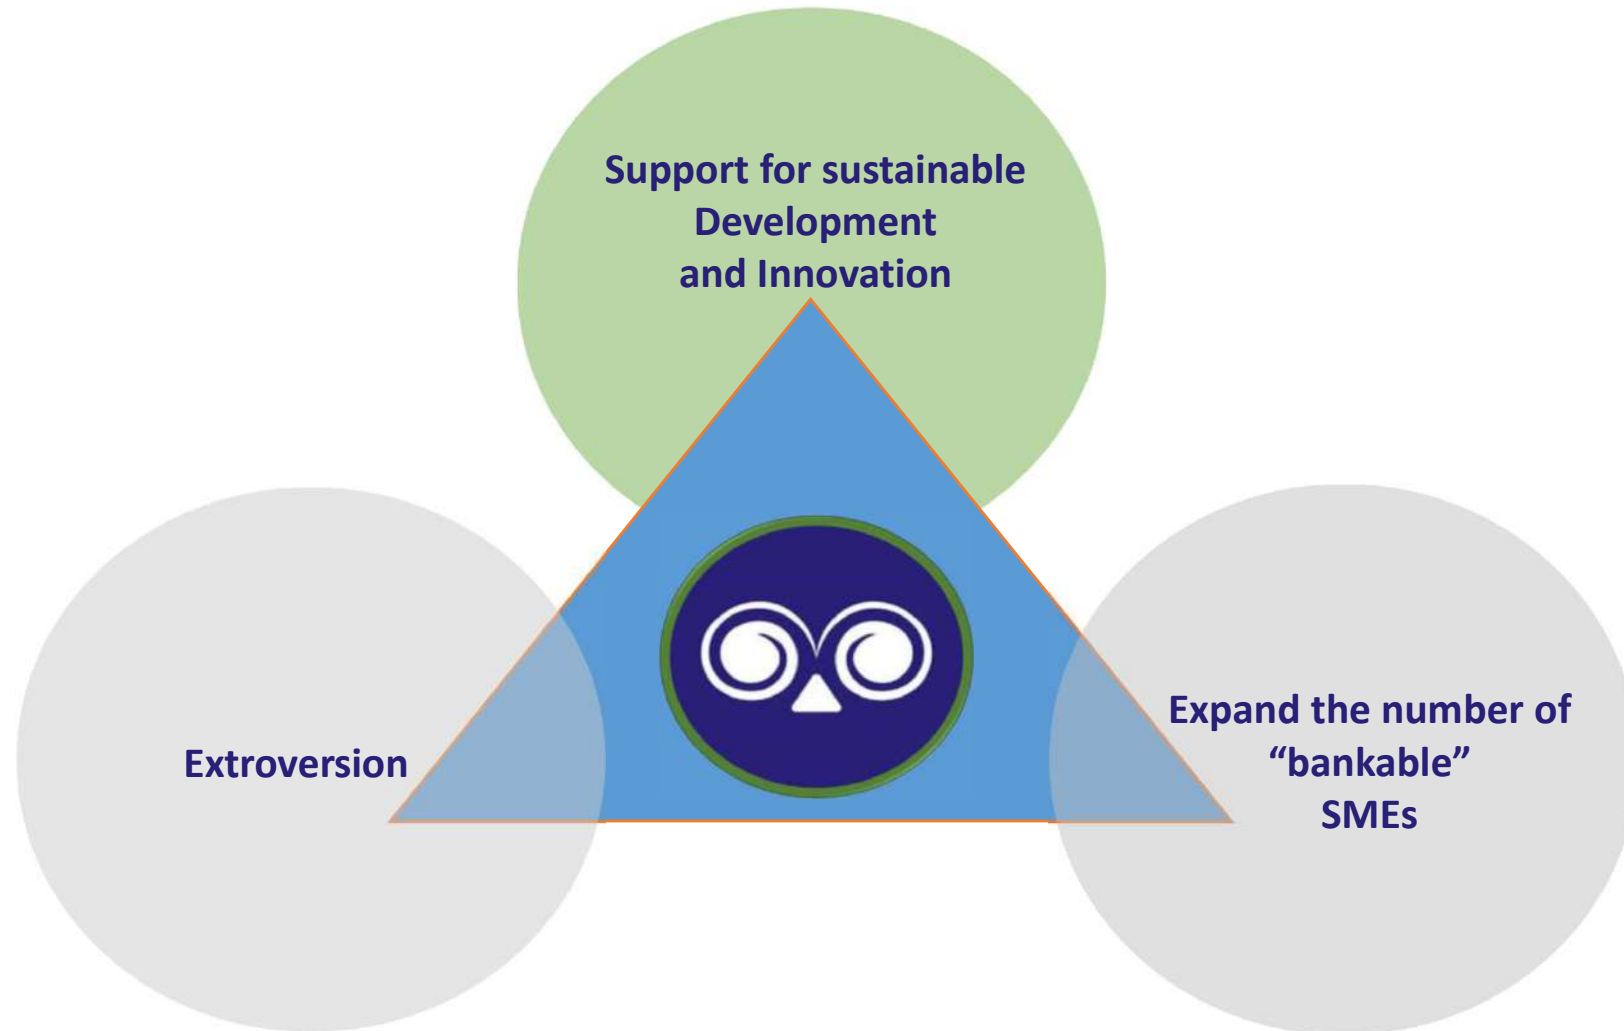 Support for sustainable
Development
and Innovation
Extroversion
Expand the number of
“bankable”
SMEs